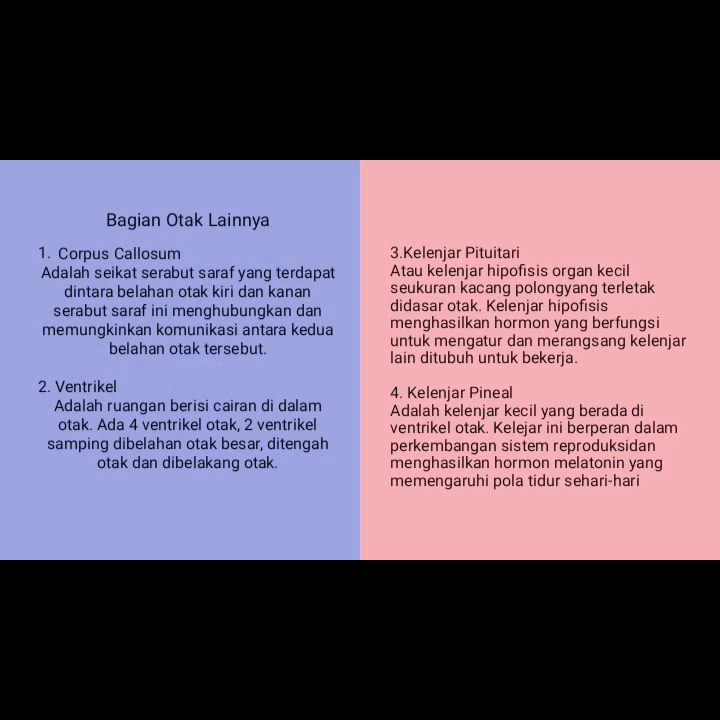 Bagian Otak Lainnya
1. Corpus Callosum
Adalah seikat serabut saraf yang terdapat
dintara belahan otak kiri dan kanan
serabut saraf ini menghubungkan dan
memungkinkan komunikasi antara kedua
belahan otak tersebut.
2. Ventrikel
Adalah ruangan berisi cairan di dalam
otak. Ada 4 ventrikel otak, 2 ventrikel
samping dibelahan otak besar, ditengah
otak dan dibelakang otak.
3.Kelenjar Pituitari
Atau kelenjar hipofisis organ kecil
seukuran kacang polongyang terletak
didasar otak. Kelenjar hipofisis
menghasilkan hormon yang berfungsi
untuk mengatur dan merangsang kelenjar
lain ditubuh untuk bekerja.
4. Kelenjar Pineal
Adalah kelenjar kecil yang berada di
ventrikel otak. Kelejar ini berperan dalam
perkembangan sistem reproduksidan
menghasilkan hormon melatonin yang
memengaruhi pola tidur sehari-hari